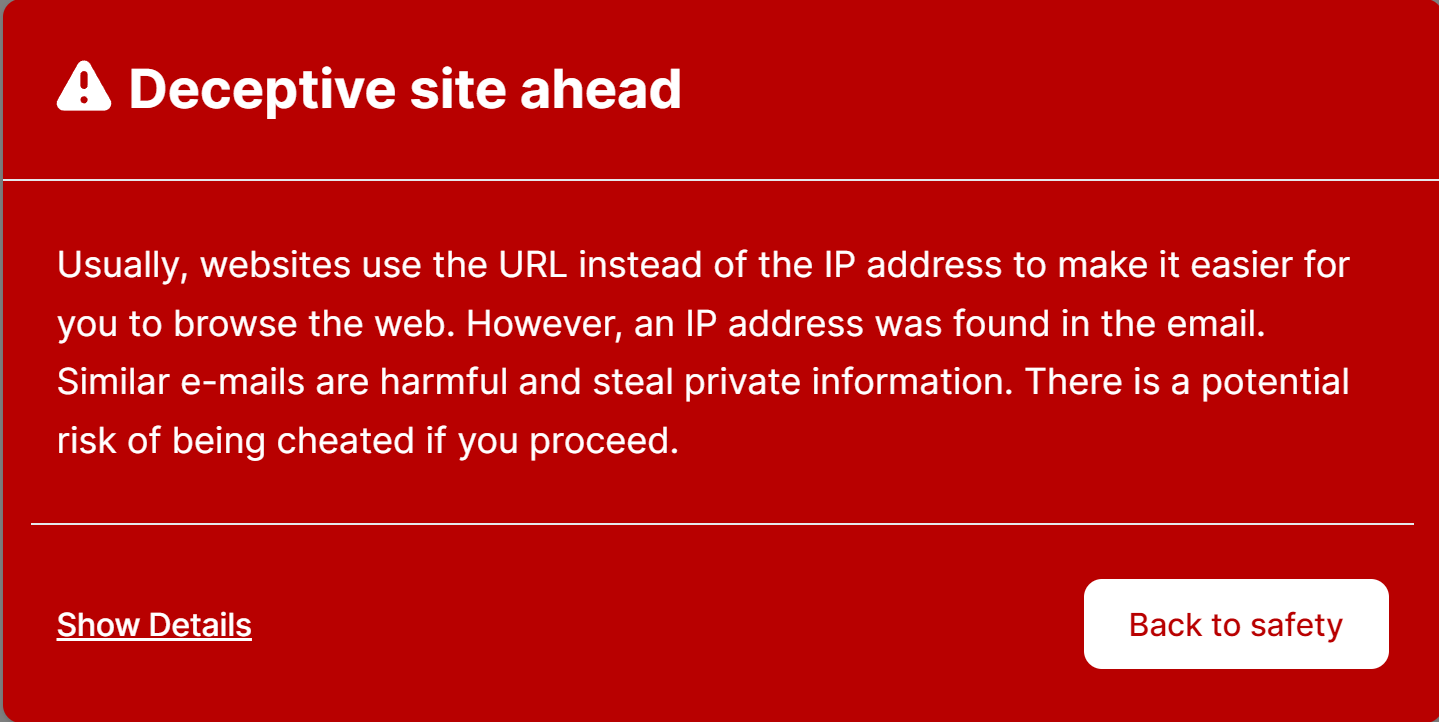 Deceptive site ahead
Usually, websites use the URL instead of the IP address to make it easier for
you to browse the web. However, an IP address was found in the email.
Similar e-mails are harmful and steal private information. There is a potential
risk of being cheated if you proceed.
Show Details
Back to safety